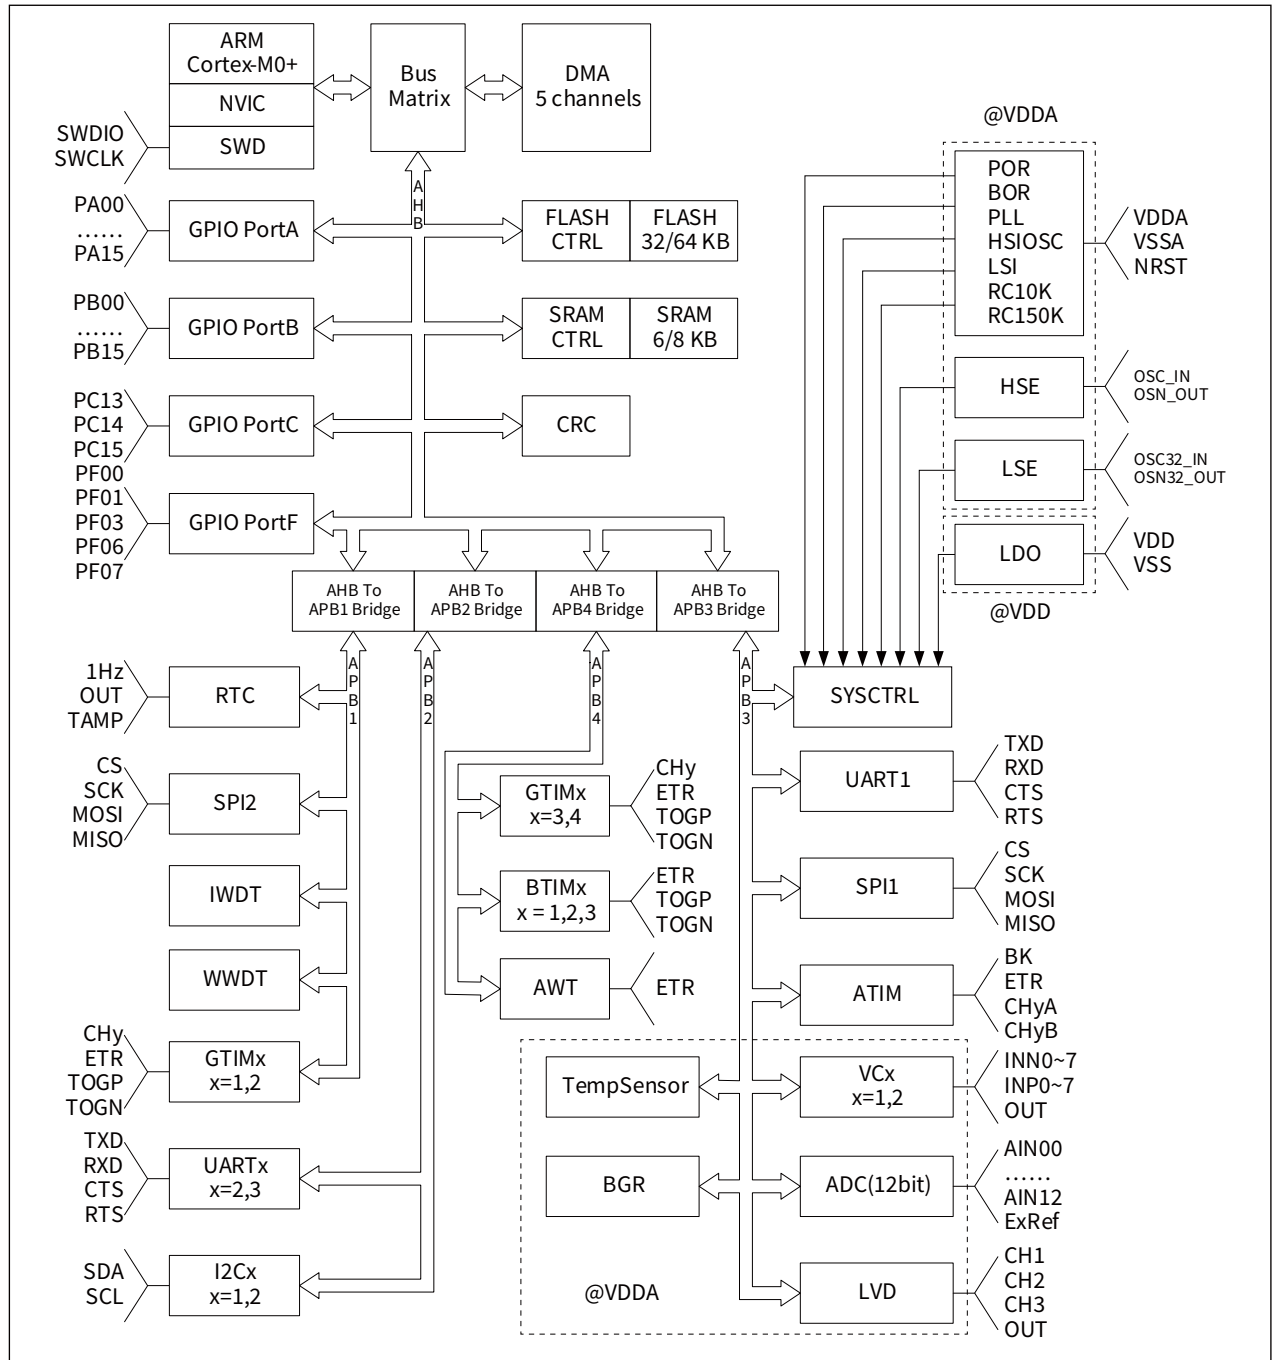 ARM
Cortex-M0+
NVIC
SWD
Bus
Matrix
DMA
5 channels
SWDIO
SWCLK
@VDDA
PA00
……
PA15
GPIO PortA
AHB
FLASH
CTRL
FLASH
32/64 KB
POR
BOR
PLL
HSIOSC
LSI
RC10K
RC150K
VDDA
VSSA
NRST
PB00
……
PB15
GPIO PortB
SRAM
CTRL
SRAM
6/8 KB
HSE
OSC_IN
OSN_OUT
PC13
PC14
PC15
GPIO PortC
CRC
LSE
OSC32_IN
OSN32_OUT
PF00
PF01
PF03
PF06
PF07
GPIO PortF
LDO
VDD
VSS
@VDD
AHB To
APB1 Bridge
AHB To
APB2 Bridge
AHB To
APB4 Bridge
AHB To
APB3 Bridge
1Hz
OUT
TAMP
RTC
APB1
APB2
APB4
APB3
SYSCTRL
CS
SCK
MOSI
MISO
SPI2
GTIMx
x=3,4
CHy
ETR
TOGP
TOGN
UART1
TXD
RXD
CTS
RTS
IWDT
BTIMx
x = 1,2,3
ETR
TOGP
TOGN
SPI1
CS
SCK
MOSI
MISO
WWDT
AWT
ETR
ATIM
BK
ETR
CHyA
CHyB
CHy
ETR
TOGP
TOGN
GTIMx
x=1,2
TempSensor
VCx
x=1,2
INN0~7
INP0~7
OUT
TXD
RXD
CTS
RTS
UARTx
x=2,3
BGR
ADC(12bit)
AIN00
……
AIN12
ExRef
SDA
SCL
I2Cx
x=1,2
@VDDA
LVD
CH1
CH2
CH3
OUT